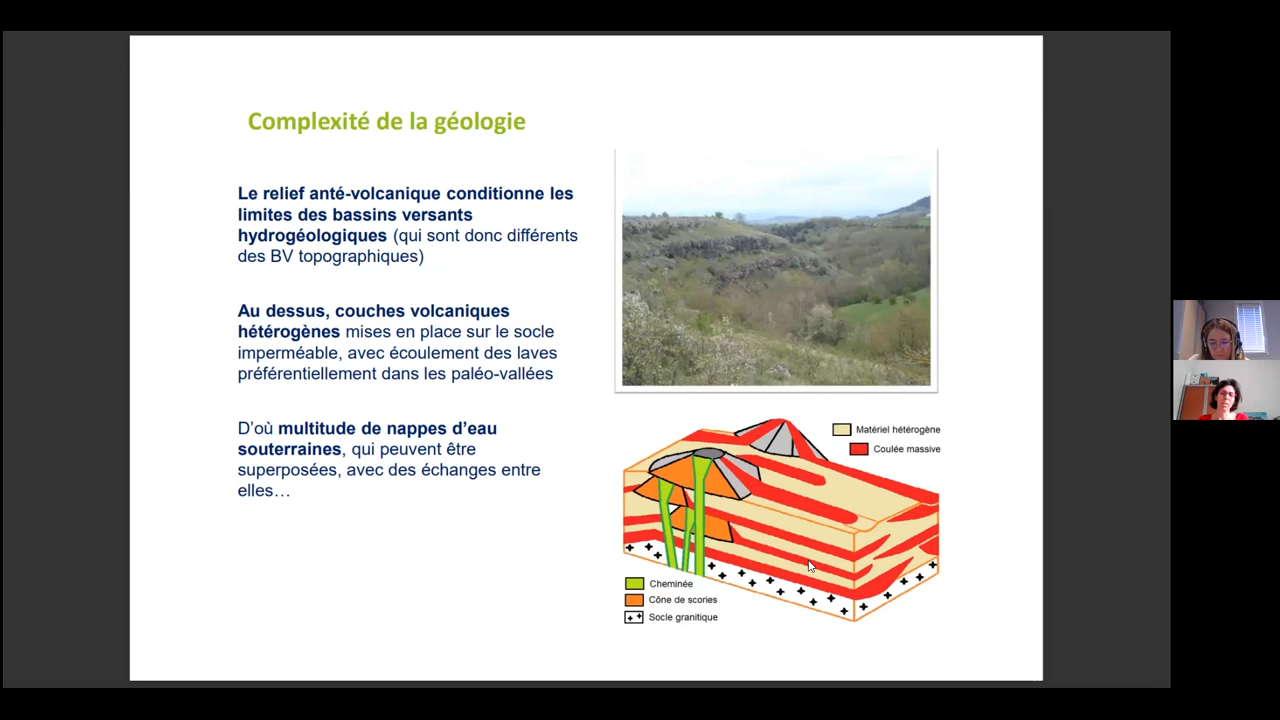 Complexité de la géologie
Le relief anté-volcanique conditionne les
limites des bassins versants
hydrogéologiques (qui sont donc différents
des BV topographiques)
Au dessus, couches volcaniques
hétérogènes mises en place sur le socle
imperméable, avec écoulement des laves
préférentiellement dans les paléo-vallées
D’où multitude de nappes d’eau
souterraines, qui peuvent être
superposées, avec des échanges entre
elles…
Matériel hétérogène
Coulée massive
Cheminée
Cône de scories
Socle granitique